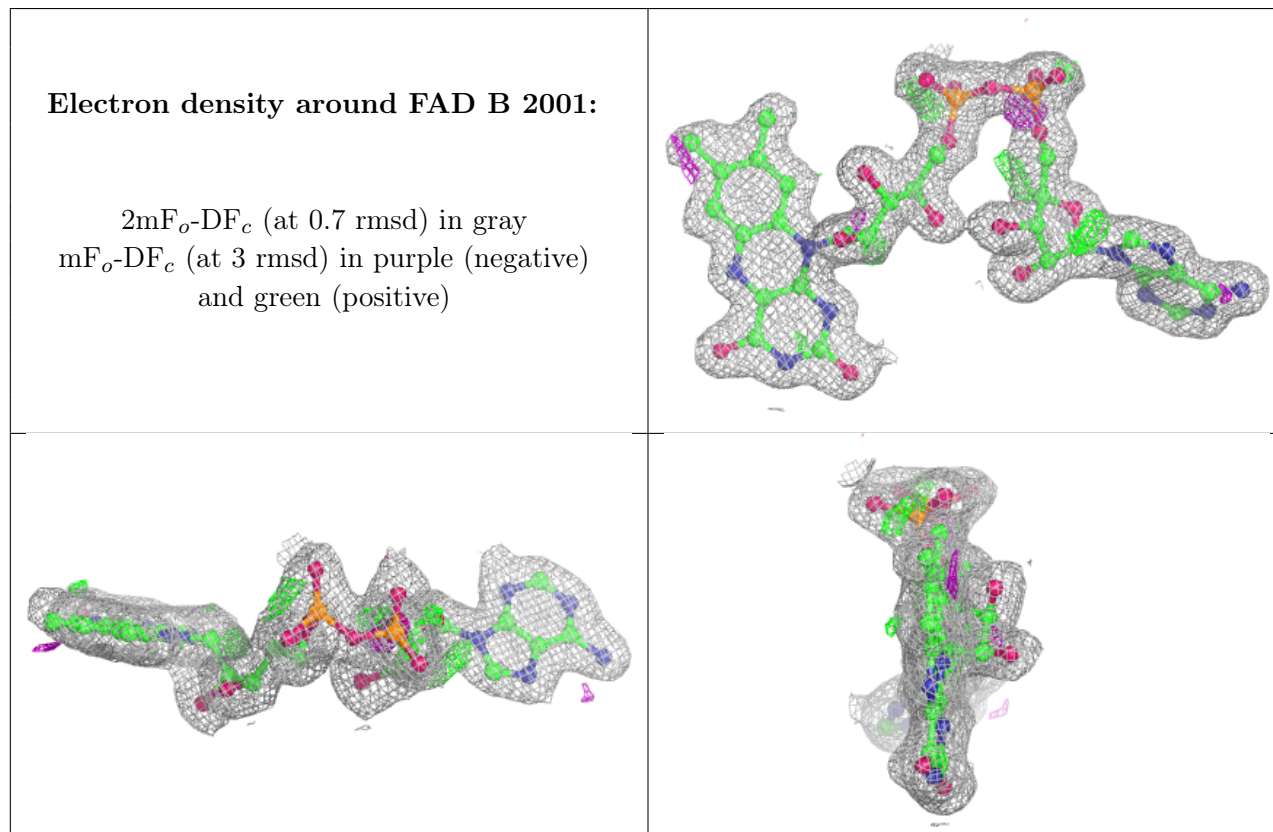 Electron density around FAD B 2001:
2mFo-DFc (at 0.7 rmsd) in gray
mFo-DFc (at 3 rmsd) in purple (negative)
and green (positive)